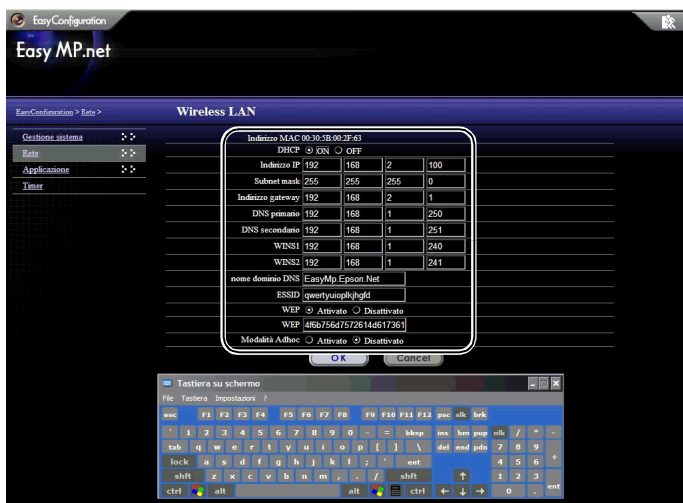 EasyConfiguration
Easy MP.net
EasyConfiguration > Rete >
Wireless LAN
Gestione sistema
Rete
Applicazione
Timer
Indirizzo MAC 00:30:5B:00:2F:63
DHCP ON OFF
Indirizzo IP 192 168 2 100
Subnet mask 255 255 255 0
Indirizzo gateway 192 168 2 1
DNS primario 192 168 1 250
DNS secondario 192 168 1 251
WINS1 192 168 1 240
WINS2 192 168 1 241
nome dominio DNS EasyMp.Epson.Net
ESSID qwertyuioplkjhgfd
WEP Attivato Disattivato
WEP 4f6b756d7572614d617361
Modalità Adhoc Attivato Disattivato
OK Cancel
Tastiera su schermo
File Tastiera Impostazioni ?
esc F1 F2 F3 F4 F5 F6 F7 F8 F9 F10 F11 F12 psc slk brk
` 1 2 3 4 5 6 7 8 9 0 - = bksp ins hm pup nlk / * -
tab q w e r t y u i o p [ ] \ del end pdn 7 8 9 +
lock a s d f g h j k l ; ' ent 4 5 6
shft z x c v b n m , . / shft 1 2 3 ent
ctrl alt alt ctrl 0 .